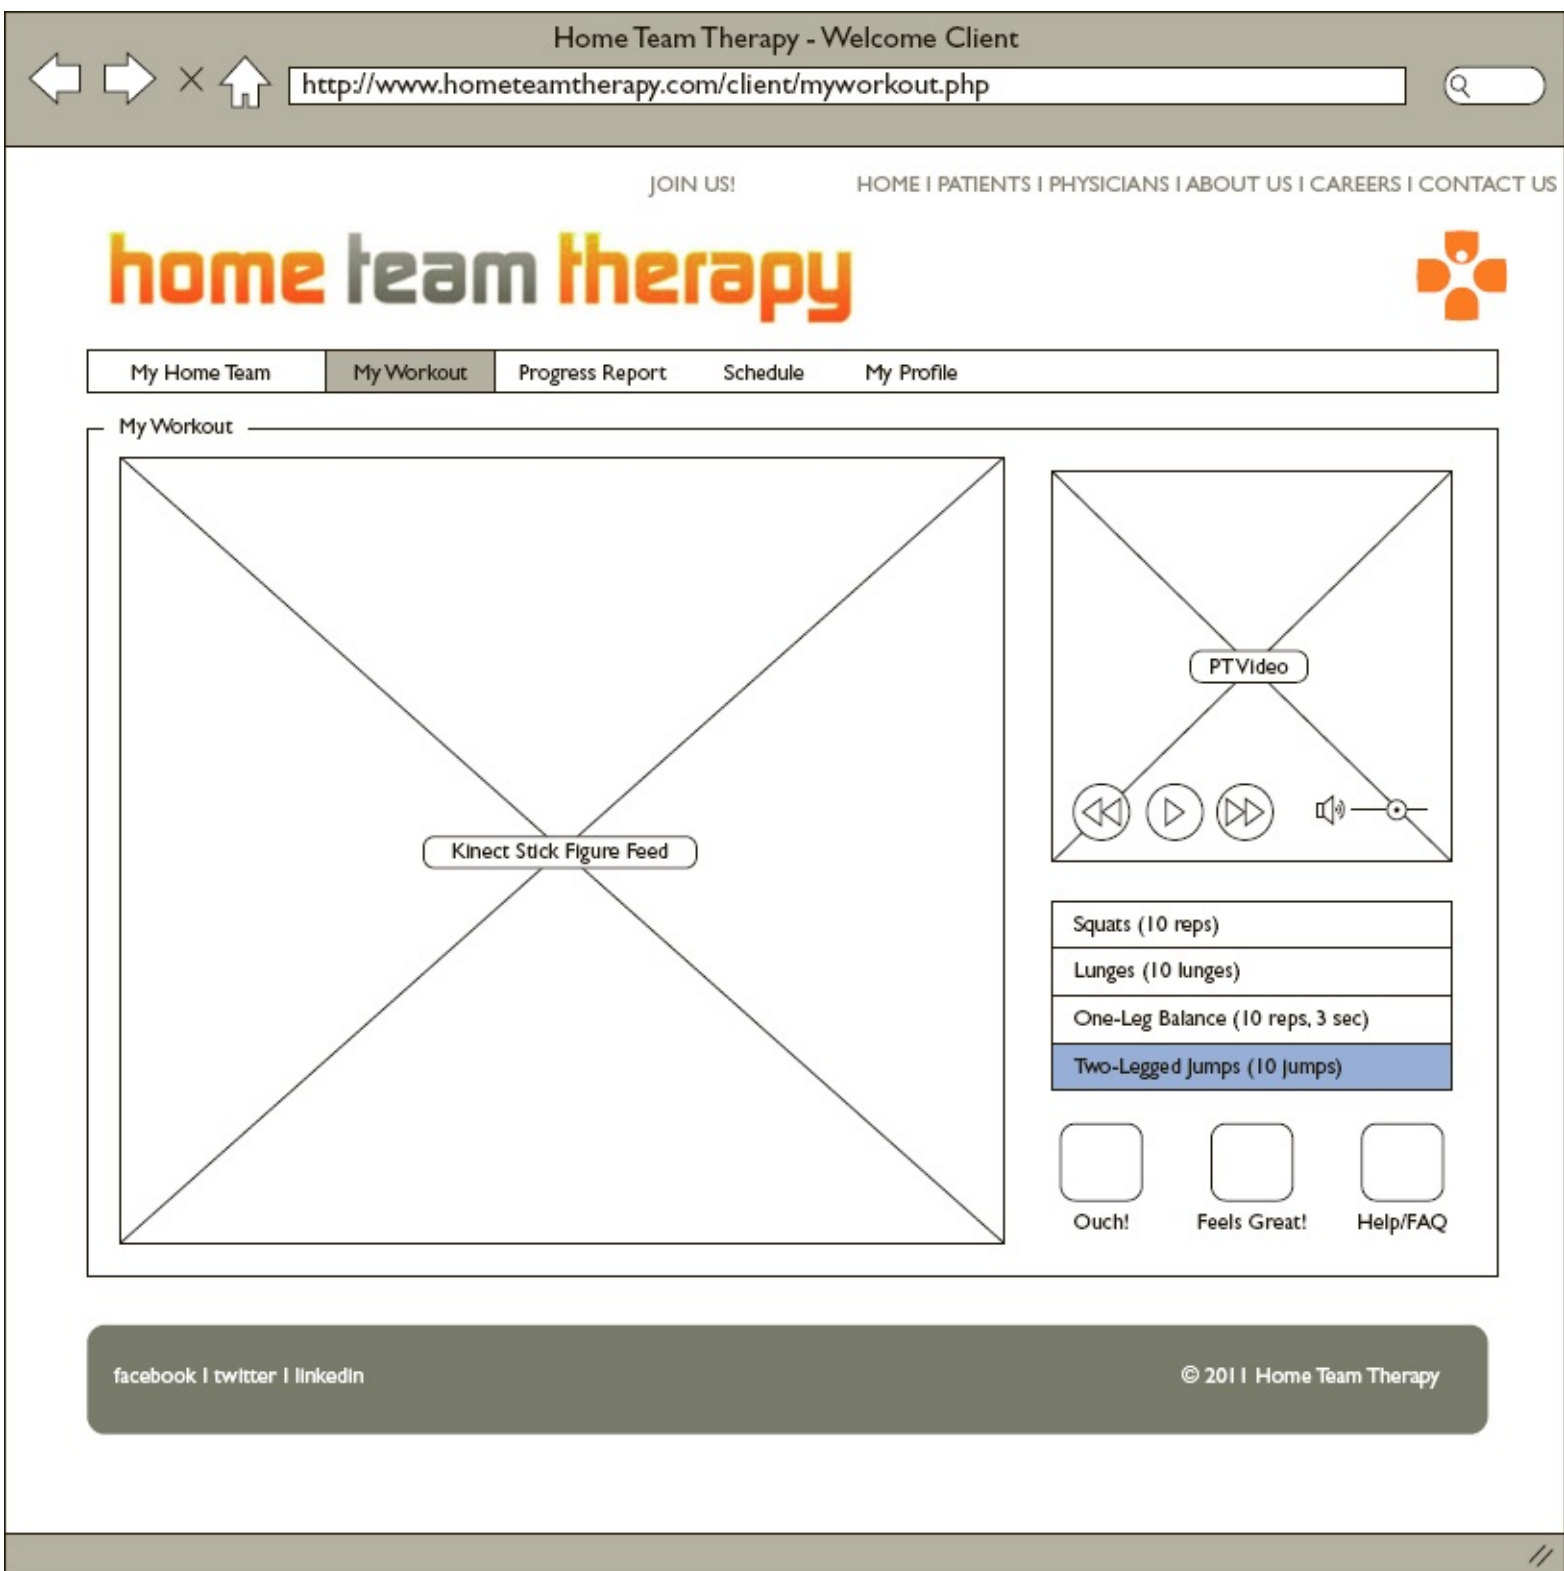 Home Team Therapy - Welcome Client
http://www.hometeamtherapy.com/client/myworkout.php
JOIN US!
HOME I PATIENTS I PHYSICIANS I ABOUT US I CAREERS I CONTACT US
home team therapy
My Home Team
My Workout
Progress Report
Schedule
My Profile
My Workout
Kinect Stick Figure Feed
PT Video
Squats (10 reps)
Lunges (10 lunges)
One-Leg Balance (10 reps, 3 sec)
Two-Legged Jumps (10 jumps)
Ouch!
Feels Great!
Help/FAQ
facebook I twitter I linkedin
© 2011 Home Team Therapy